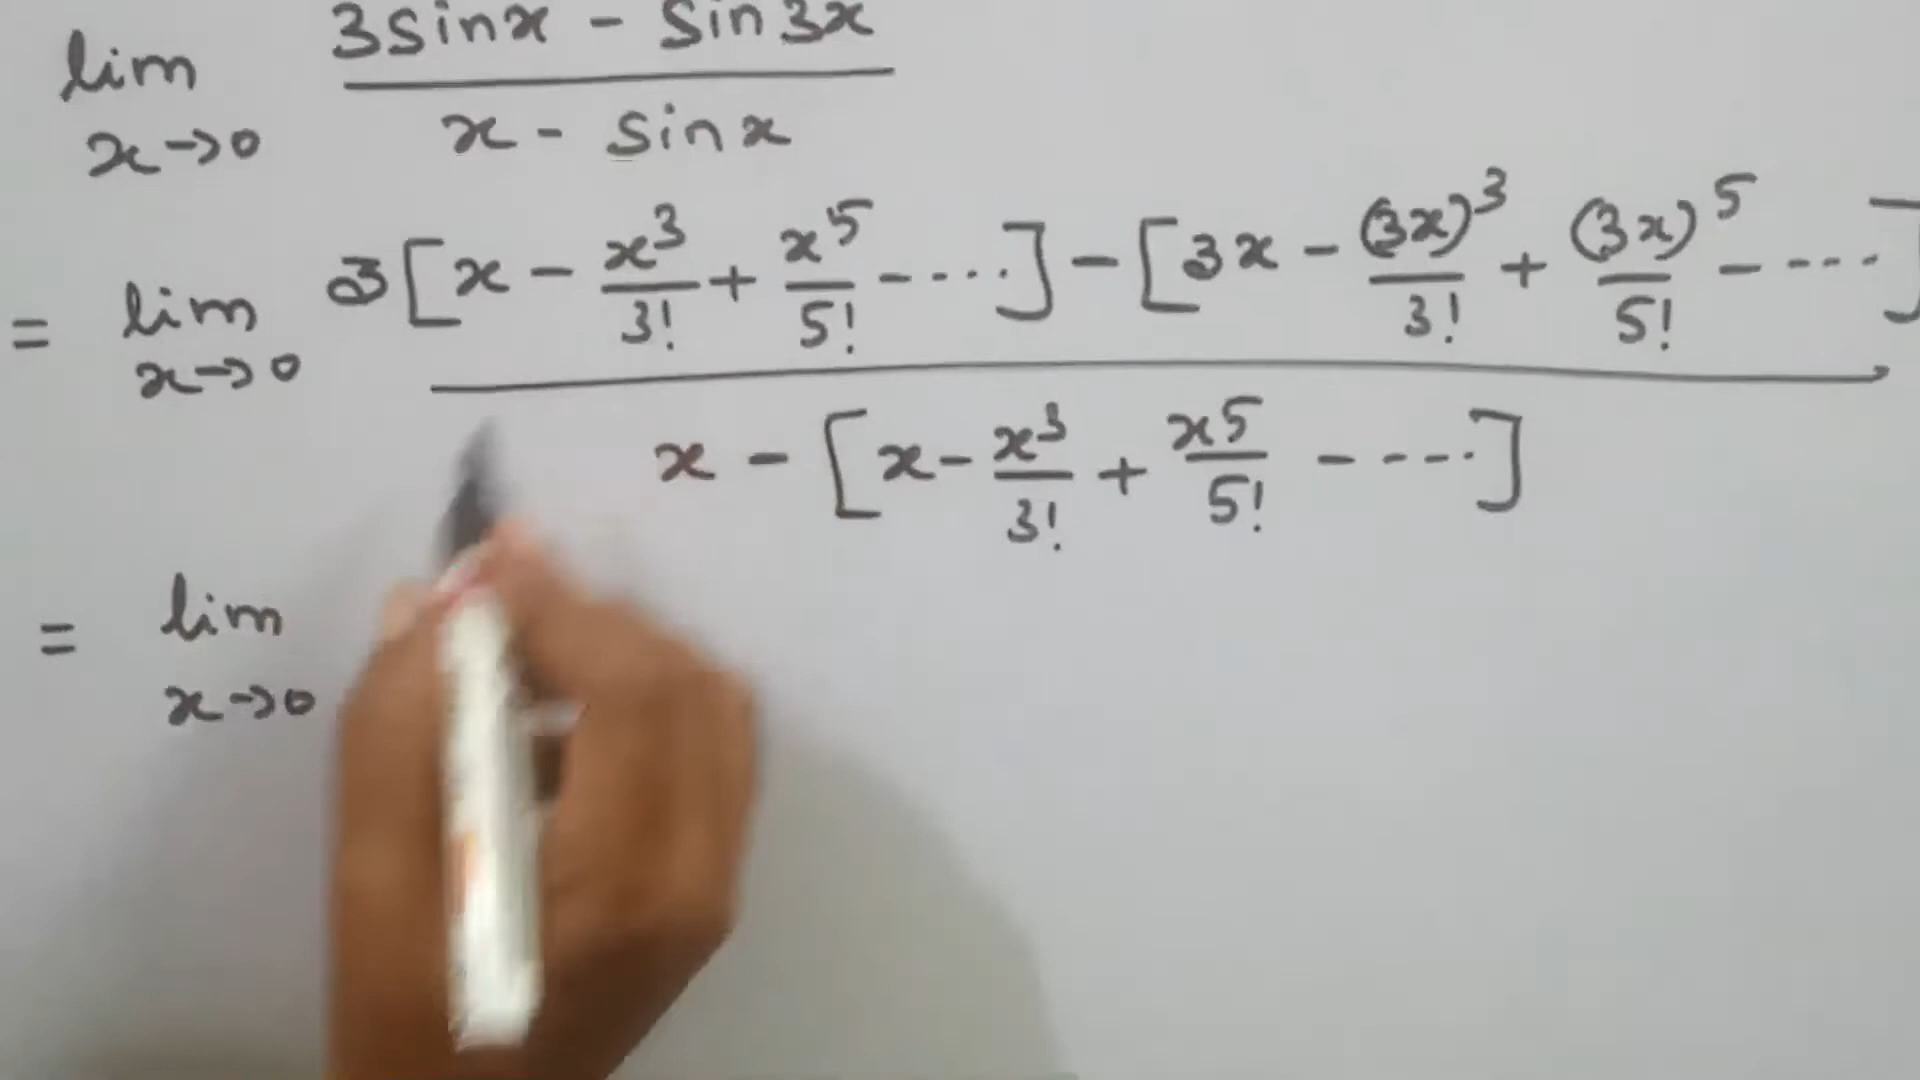 lim 3sinx - sin3x
x→0 x - sinx
= lim 3[x - x³/3! + x⁵/5! - ....] - [3x - (3x)³/3! + (3x)⁵/5! - ....]
x→0 x - [x - x³/3! + x⁵/5! - ....]
= lim
x→0